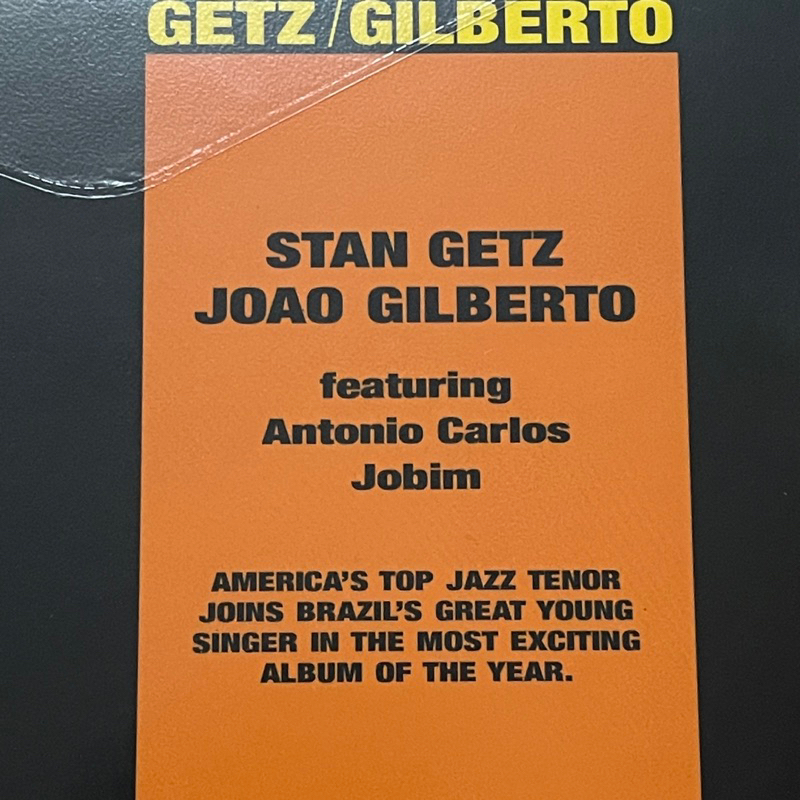 GETZ/GILBERTO
STAN GETZ
JOAO GILBERTO
featuring
Antonio Carlos
Jobim
AMERICA'S TOP JAZZ TENOR
JOINS BRAZIL'S GREAT YOUNG
SINGER IN THE MOST EXCITING
ALBUM OF THE YEAR.